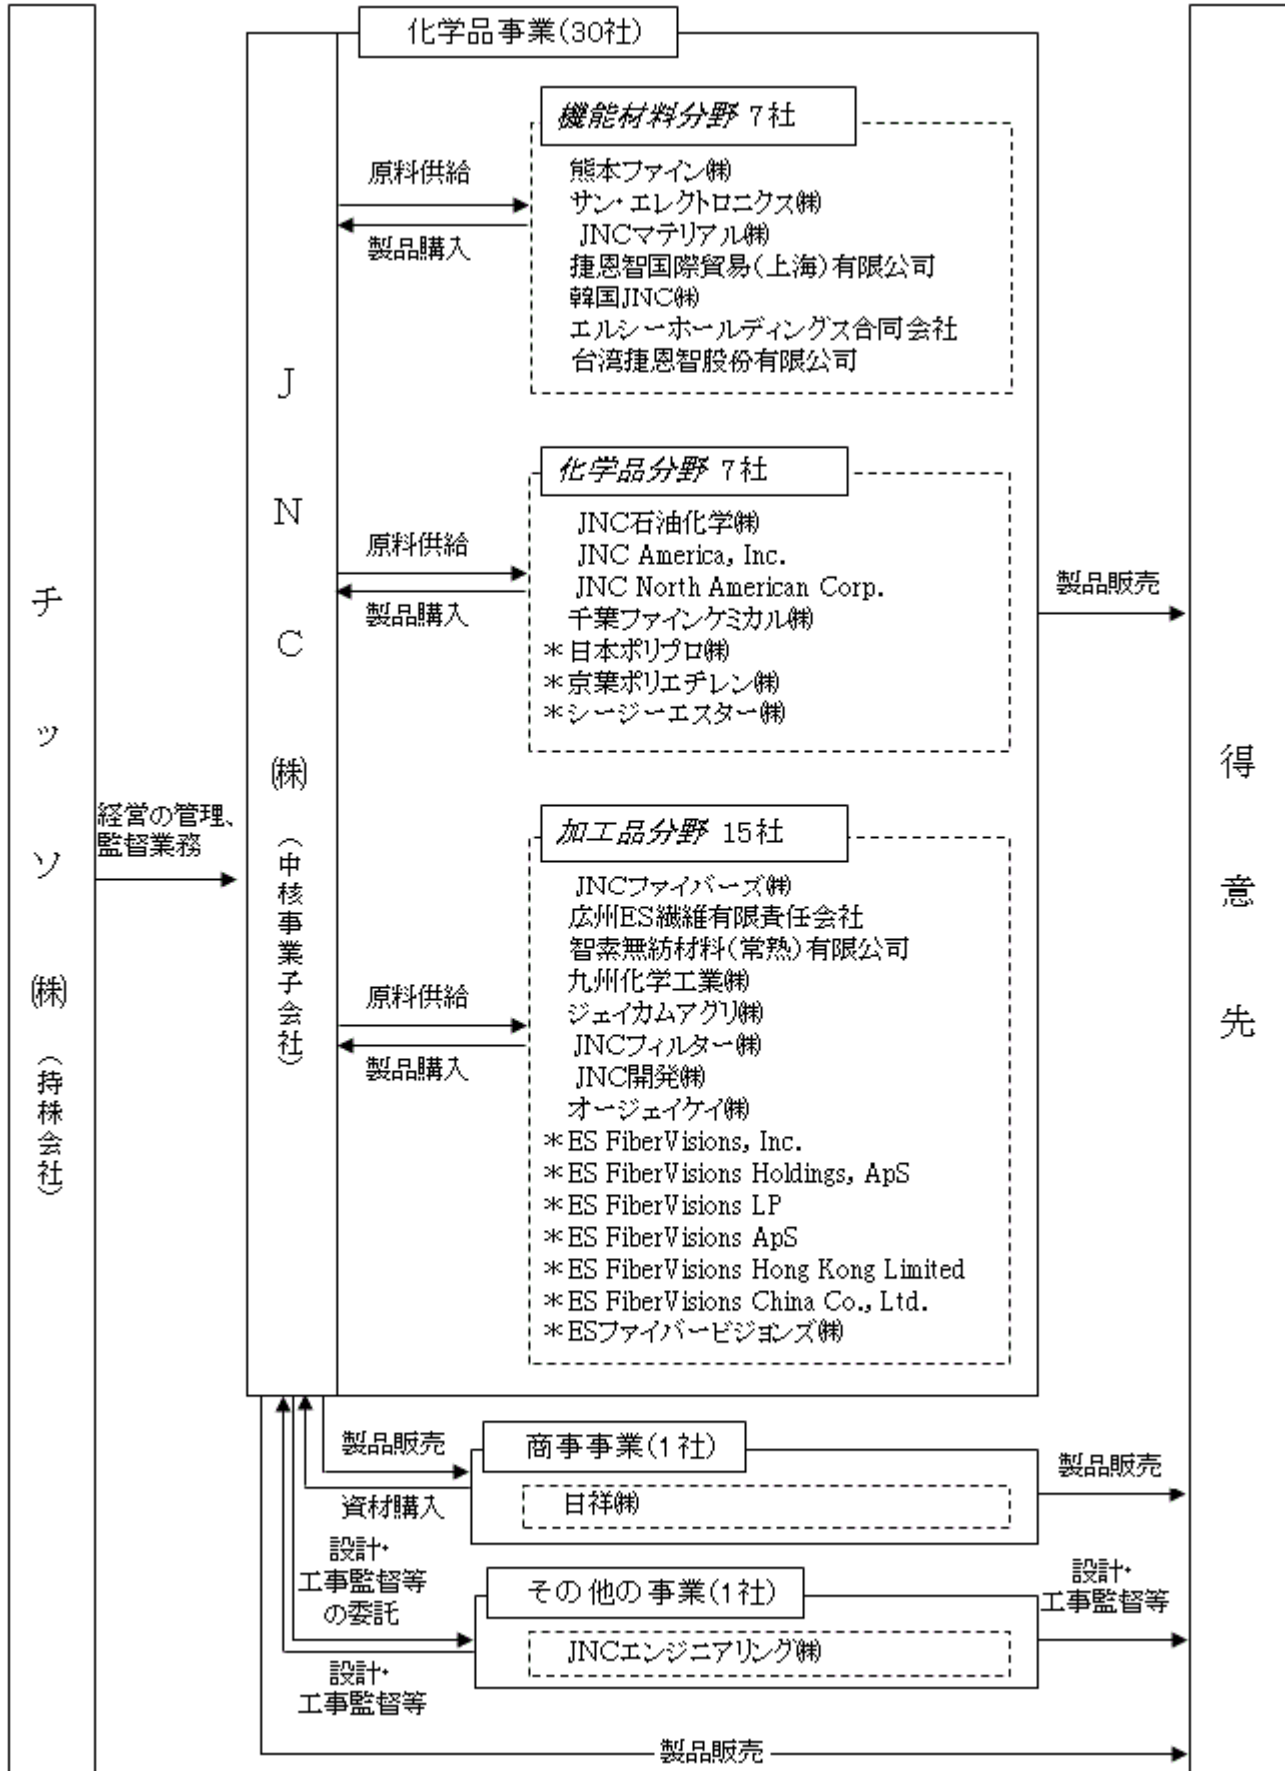 チッソ㈱(持株会社)
経営の管理、
監督業務
JNC㈱(中核事業子会社)
化学品事業(30社)
機能材料分野 7社
原料供給
製品購入
熊本ファイン㈱
サン・エレクトロニクス㈱
JNCマテリアル㈱
捷恩智国際貿易(上海)有限公司
韓国JNC㈱
エルシーホールディングス合同会社
台湾捷恩智股份有限公司
化学品分野 7社
原料供給
製品購入
JNC石油化学㈱
JNC America, Inc.
JNC North American Corp.
千葉ファインケミカル㈱
*日本ポリプロ㈱
*京葉ポリエチレン㈱
*シージーエスター㈱
製品販売
加工品分野 15社
原料供給
製品購入
JNCファイバーズ㈱
広州ES繊維有限責任会社
智索無紡材料(常熟)有限公司
九州化学工業㈱
ジェイカムアグリ㈱
JNCフィルター㈱
JNC開発㈱
オージェイケイ㈱
*ES FiberVisions, Inc.
*ES FiberVisions Holdings, ApS
*ES FiberVisions LP
*ES FiberVisions ApS
*ES FiberVisions Hong Kong Limited
*ES FiberVisions China Co., Ltd.
*ESファイバービジョンズ㈱
製品販売
資材購入
商事事業(1社)
日祥㈱
製品販売
設計・
工事監督等
の委託
設計・
工事監督等
その他の事業(1社)
JNCエンジニアリング㈱
設計・
工事監督等
製品販売
得意先